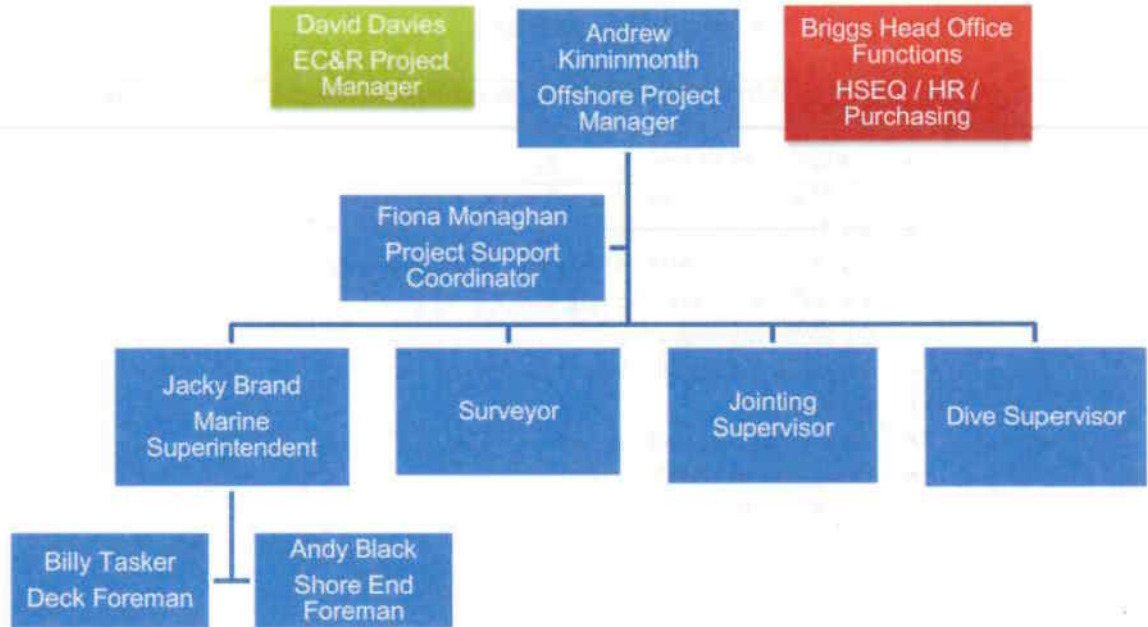 David Davies
EC&R Project
Manager
Andrew
Kinninmonth
Offshore Project
Manager
Briggs Head Office
Functions
HSEQ / HR /
Purchasing
Fiona Monaghan
Project Support
Coordinator
Jacky Brand
Marine
Superintendent
Surveyor
Jointing
Supervisor
Dive Supervisor
Billy Tasker
Deck Foreman
Andy Black
Shore End
Foreman